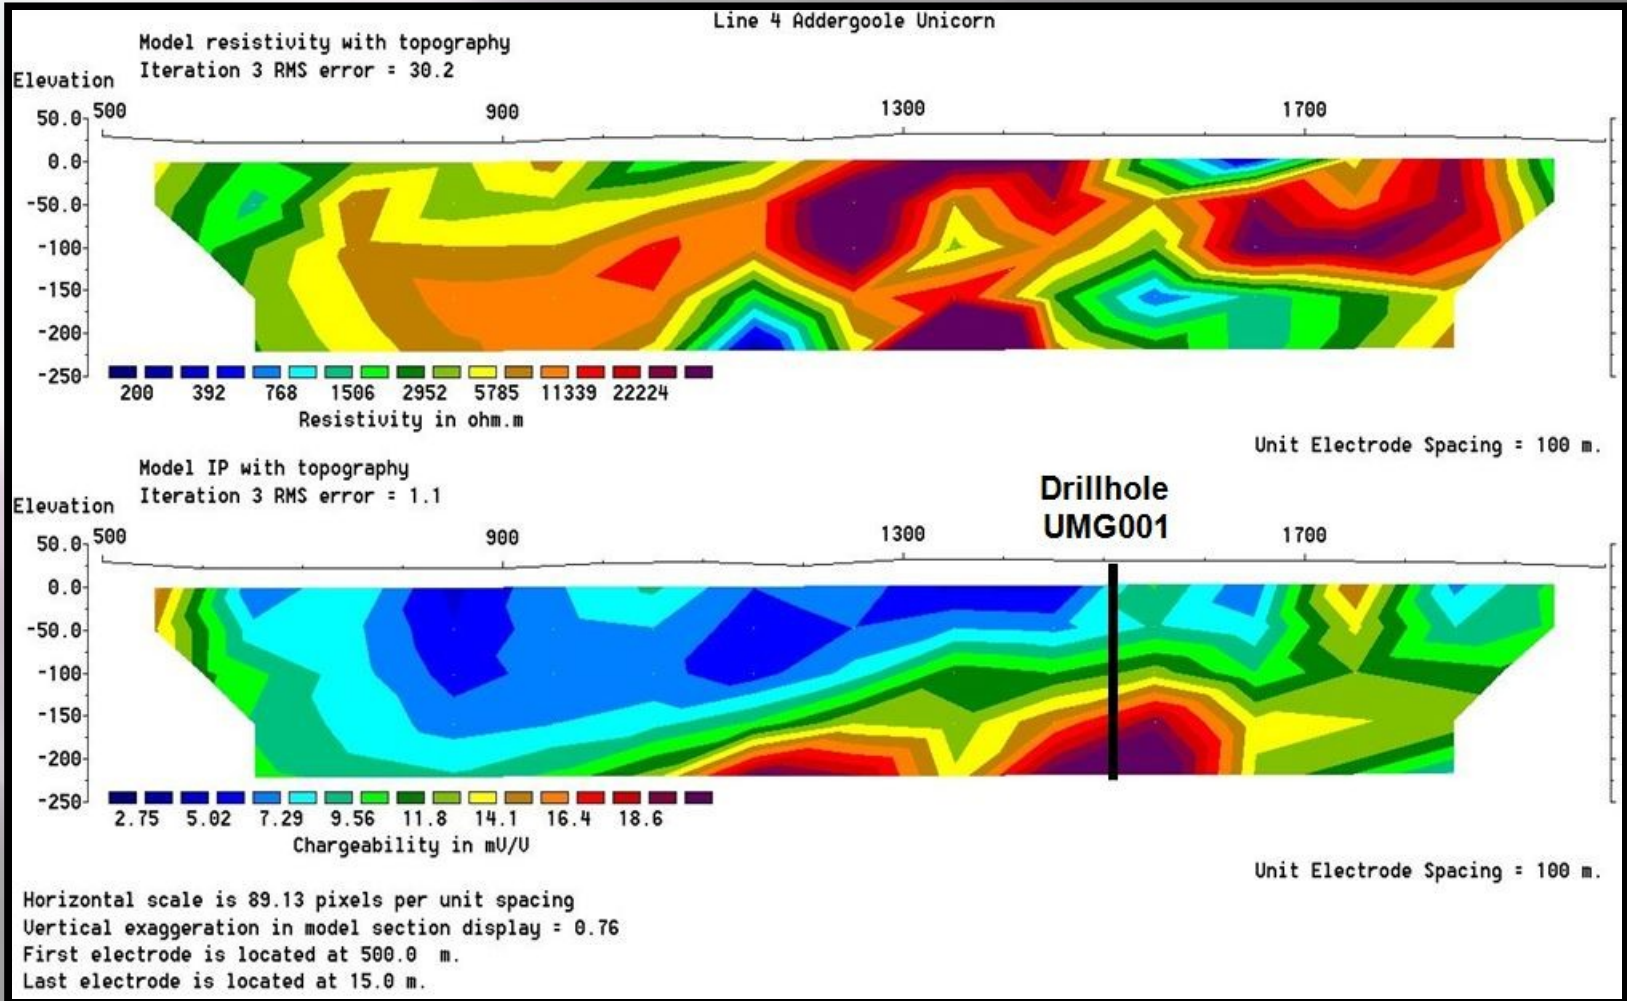 Line 4 Addergoole Unicorn
Model resistivity with topography
Iteration 3 RMS error = 30.2
Elevation
500 900 1300 1700
50.0
0.0
-50.0
-100
-150
-200
-250
200 392 768 1506 2952 5785 11339 22224
Resistivity in ohm.m
Unit Electrode Spacing = 100 m.
Model IP with topography
Iteration 3 RMS error = 1.1
Drillhole
UMG001
Elevation
500 900 1300 1700
50.0
0.0
-50.0
-100
-150
-200
-250
2.75 5.02 7.29 9.56 11.8 14.1 16.4 18.6
Chargeability in mV/V
Unit Electrode Spacing = 100 m.
Horizontal scale is 89.13 pixels per unit spacing
Vertical exaggeration in model section display = 0.76
First electrode is located at 500.0 m.
Last electrode is located at 15.0 m.